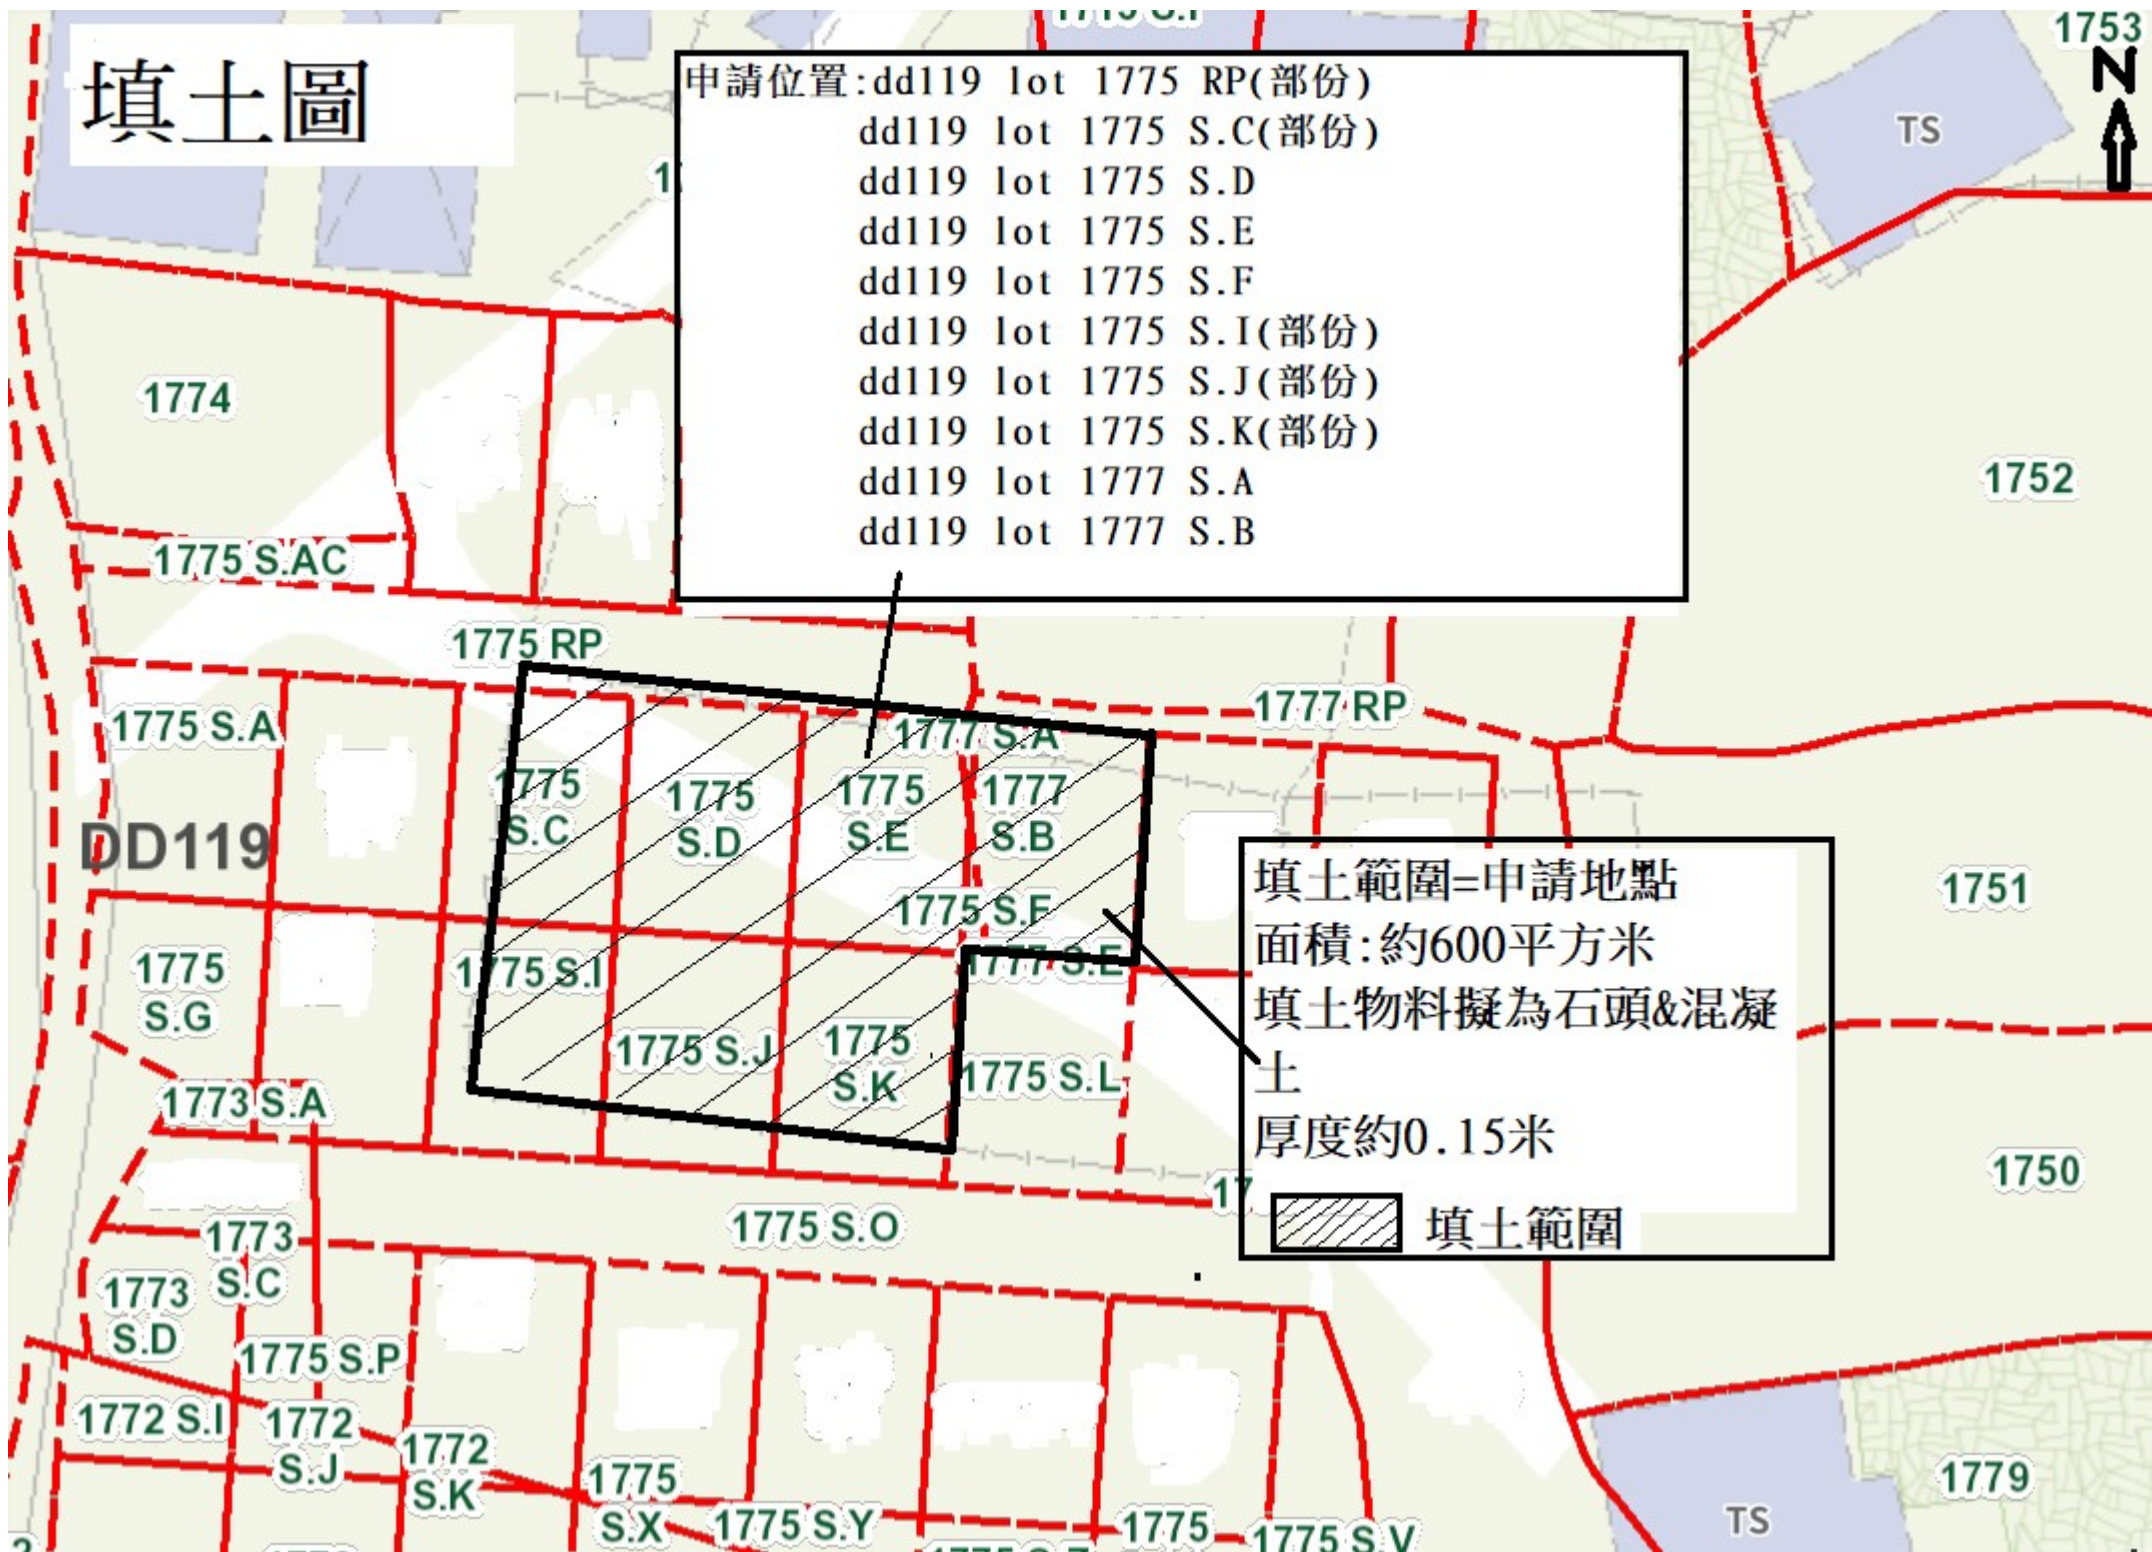 1715 S.F
1753
N
填土圖
申請位置:dd119 lot 1775 RP(部份)
dd119 lot 1775 S.C(部份)
dd119 lot 1775 S.D
dd119 lot 1775 S.E
dd119 lot 1775 S.F
dd119 lot 1775 S.I(部份)
dd119 lot 1775 S.J(部份)
dd119 lot 1775 S.K(部份)
dd119 lot 1777 S.A
dd119 lot 1777 S.B
TS
1774
1752
1775 S.AC
1775 RP
1777 RP
1775 S.A
1777 S.A
1775
S.C
1775
S.D
1775
S.E
1777
S.B
DD119
1775 S.F
1777 S.E
1751
填土範圍=申請地點
面積:約600平方米
填土物料擬為石頭&混凝
土
厚度約0.15米
填土範圍
1775
S.G
1775 S.I
1775 S.J
1775
S.K
1775 S.L
1773 S.A
1750
1775 S.O
1773
S.C
1773
S.D
1775 S.P
1772 S.I
1772
S.J
1772
S.K
1775
S.X
1775 S.Y
1775
1775 S.V
1779
TS